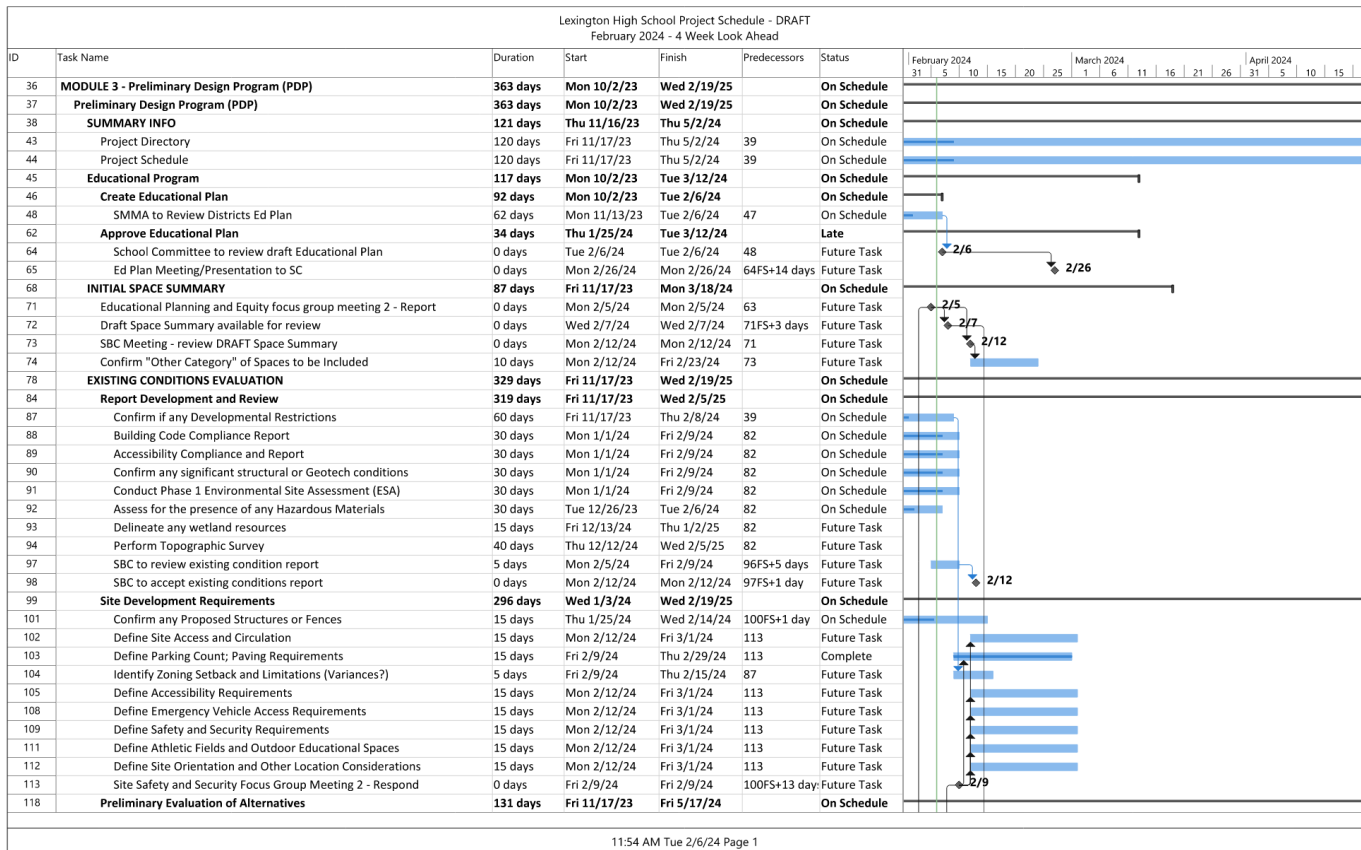 Lexington High School Project Schedule - DRAFT
February 2024 - 4 Week Look Ahead
ID Task Name Duration Start Finish Predecessors Status February 2024 March 2024 April 2024
31 5 10 15 20 25 1 6 11 16 21 26 31 5 10 15
36 MODULE 3 - Preliminary Design Program (PDP) 363 days Mon 10/2/23 Wed 2/19/25 On Schedule
37 Preliminary Design Program (PDP) 363 days Mon 10/2/23 Wed 2/19/25 On Schedule
38 SUMMARY INFO 121 days Thu 11/16/23 Thu 5/2/24 On Schedule
43 Project Directory 120 days Fri 11/17/23 Thu 5/2/24 39 On Schedule
44 Project Schedule 120 days Fri 11/17/23 Thu 5/2/24 39 On Schedule
45 Educational Program 117 days Mon 10/2/23 Tue 3/12/24 On Schedule
46 Create Educational Plan 92 days Mon 10/2/23 Tue 2/6/24 On Schedule
48 SMMA to Review Districts Ed Plan 62 days Mon 11/13/23 Tue 2/6/24 47 On Schedule
62 Approve Educational Plan 34 days Thu 1/25/24 Tue 3/12/24 Late
64 School Committee to review draft Educational Plan 0 days Tue 2/6/24 Tue 2/6/24 48 Future Task 2/6
65 Ed Plan Meeting/Presentation to SC 0 days Mon 2/26/24 Mon 2/26/24 64FS+14 days Future Task 2/26
68 INITIAL SPACE SUMMARY 87 days Fri 11/17/23 Mon 3/18/24 On Schedule
71 Educational Planning and Equity focus group meeting 2 - Report 0 days Mon 2/5/24 Mon 2/5/24 63 Future Task 2/5
72 Draft Space Summary available for review 0 days Wed 2/7/24 Wed 2/7/24 71FS+3 days Future Task 2/7
73 SBC Meeting - review DRAFT Space Summary 0 days Mon 2/12/24 Mon 2/12/24 71 Future Task 2/12
74 Confirm "Other Category" of Spaces to be Included 10 days Mon 2/12/24 Fri 2/23/24 73 Future Task
78 EXISTING CONDITIONS EVALUATION 329 days Fri 11/17/23 Wed 2/19/25 On Schedule
84 Report Development and Review 319 days Fri 11/17/23 Wed 2/5/25 On Schedule
87 Confirm if any Developmental Restrictions 60 days Fri 11/17/23 Thu 2/8/24 39 On Schedule
88 Building Code Compliance Report 30 days Mon 1/1/24 Fri 2/9/24 82 On Schedule
89 Accessibility Compliance and Report 30 days Mon 1/1/24 Fri 2/9/24 82 On Schedule
90 Confirm any significant structural or Geotech conditions 30 days Mon 1/1/24 Fri 2/9/24 82 On Schedule
91 Conduct Phase 1 Environmental Site Assessment (ESA) 30 days Mon 1/1/24 Fri 2/9/24 82 On Schedule
92 Assess for the presence of any Hazardous Materials 30 days Tue 12/26/23 Tue 2/6/24 82 On Schedule
93 Delineate any wetland resources 15 days Fri 12/13/24 Thu 1/2/25 82 Future Task
94 Perform Topographic Survey 40 days Thu 12/12/24 Wed 2/5/25 82 Future Task
97 SBC to review existing condition report 5 days Mon 2/5/24 Fri 2/9/24 96FS+5 days Future Task
98 SBC to accept existing conditions report 0 days Mon 2/12/24 Mon 2/12/24 97FS+1 day Future Task 2/12
99 Site Development Requirements 296 days Wed 1/3/24 Wed 2/19/25 On Schedule
101 Confirm any Proposed Structures or Fences 15 days Thu 1/25/24 Wed 2/14/24 100FS+1 day On Schedule
102 Define Site Access and Circulation 15 days Mon 2/12/24 Fri 3/1/24 113 Future Task
103 Define Parking Count; Paving Requirements 15 days Fri 2/9/24 Thu 2/29/24 113 Complete
104 Identify Zoning Setback and Limitations (Variances?) 5 days Fri 2/9/24 Thu 2/15/24 87 Future Task
105 Define Accessibility Requirements 15 days Mon 2/12/24 Fri 3/1/24 113 Future Task
108 Define Emergency Vehicle Access Requirements 15 days Mon 2/12/24 Fri 3/1/24 113 Future Task
109 Define Safety and Security Requirements 15 days Mon 2/12/24 Fri 3/1/24 113 Future Task
111 Define Athletic Fields and Outdoor Educational Spaces 15 days Mon 2/12/24 Fri 3/1/24 113 Future Task
112 Define Site Orientation and Other Location Considerations 15 days Mon 2/12/24 Fri 3/1/24 113 Future Task
113 Site Safety and Security Focus Group Meeting 2 - Respond 0 days Fri 2/9/24 Fri 2/9/24 100FS+13 day Future Task 2/9
118 Preliminary Evaluation of Alternatives 131 days Fri 11/17/23 Fri 5/17/24 On Schedule
11:54 AM Tue 2/6/24 Page 1